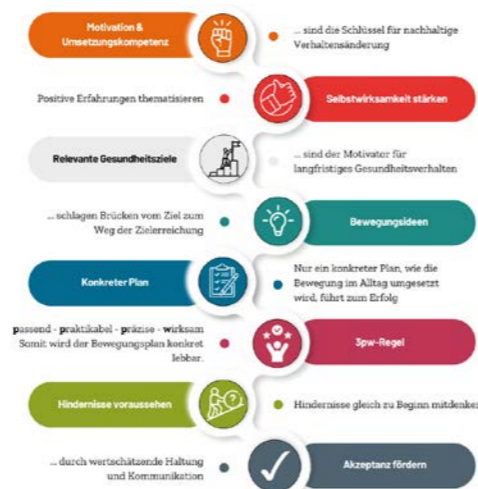 Motivation &
Umsetzungskompetenz
... sind die Schlüssel für nachhaltige
Verhaltensänderung
Positive Erfahrungen thematisieren
Selbstwirksamkeit stärken
Relevante Gesundheitsziele
... sind der Motivator für
langfristiges Gesundheitsverhalten
... schlagen Brücken vom Ziel zum
Weg der Zielerreichung
Bewegungsideen
Konkreter Plan
Nur ein konkreter Plan, wie die
Bewegung im Alltag umgesetzt
wird, führt zum Erfolg
passend - praktikabel - präzise - wirksam
Somit wird der Bewegungsplan konkret
lebbar.
3pw-Regel
Hindernisse voraussehen
Hindernisse gleich zu Beginn mitdenken
... durch wertschätzende Haltung
und Kommunikation
Akzeptanz fördern